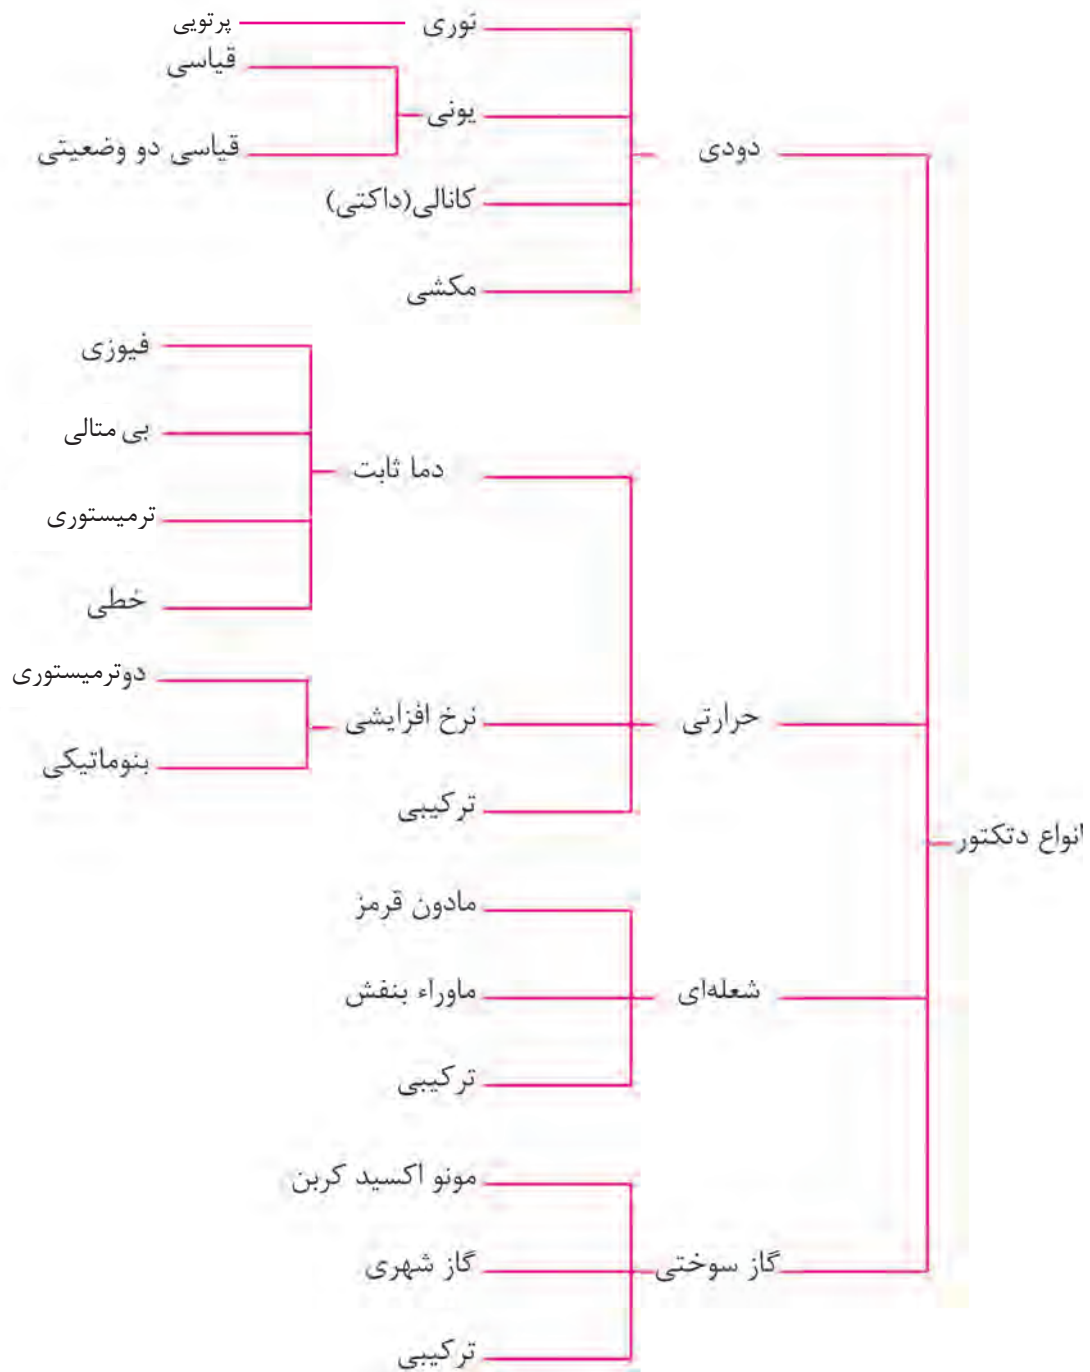 انواع دتکتور
دودی
نوری
پرتویی
یونی
قیاسی
قیاسی دو وضعیتی
کانالی(داکتی)
مکشی
حرارتی
دما ثابت
فیوزی
بی متالی
ترمیستوری
خطی
نرخ افزایشی
دوترمیستوری
بنوماتیکی
ترکیبی
شعله‌ای
مادون قرمز
ماوراء بنفش
ترکیبی
گاز سوختی
مونو اکسید کربن
گاز شهری
ترکیبی